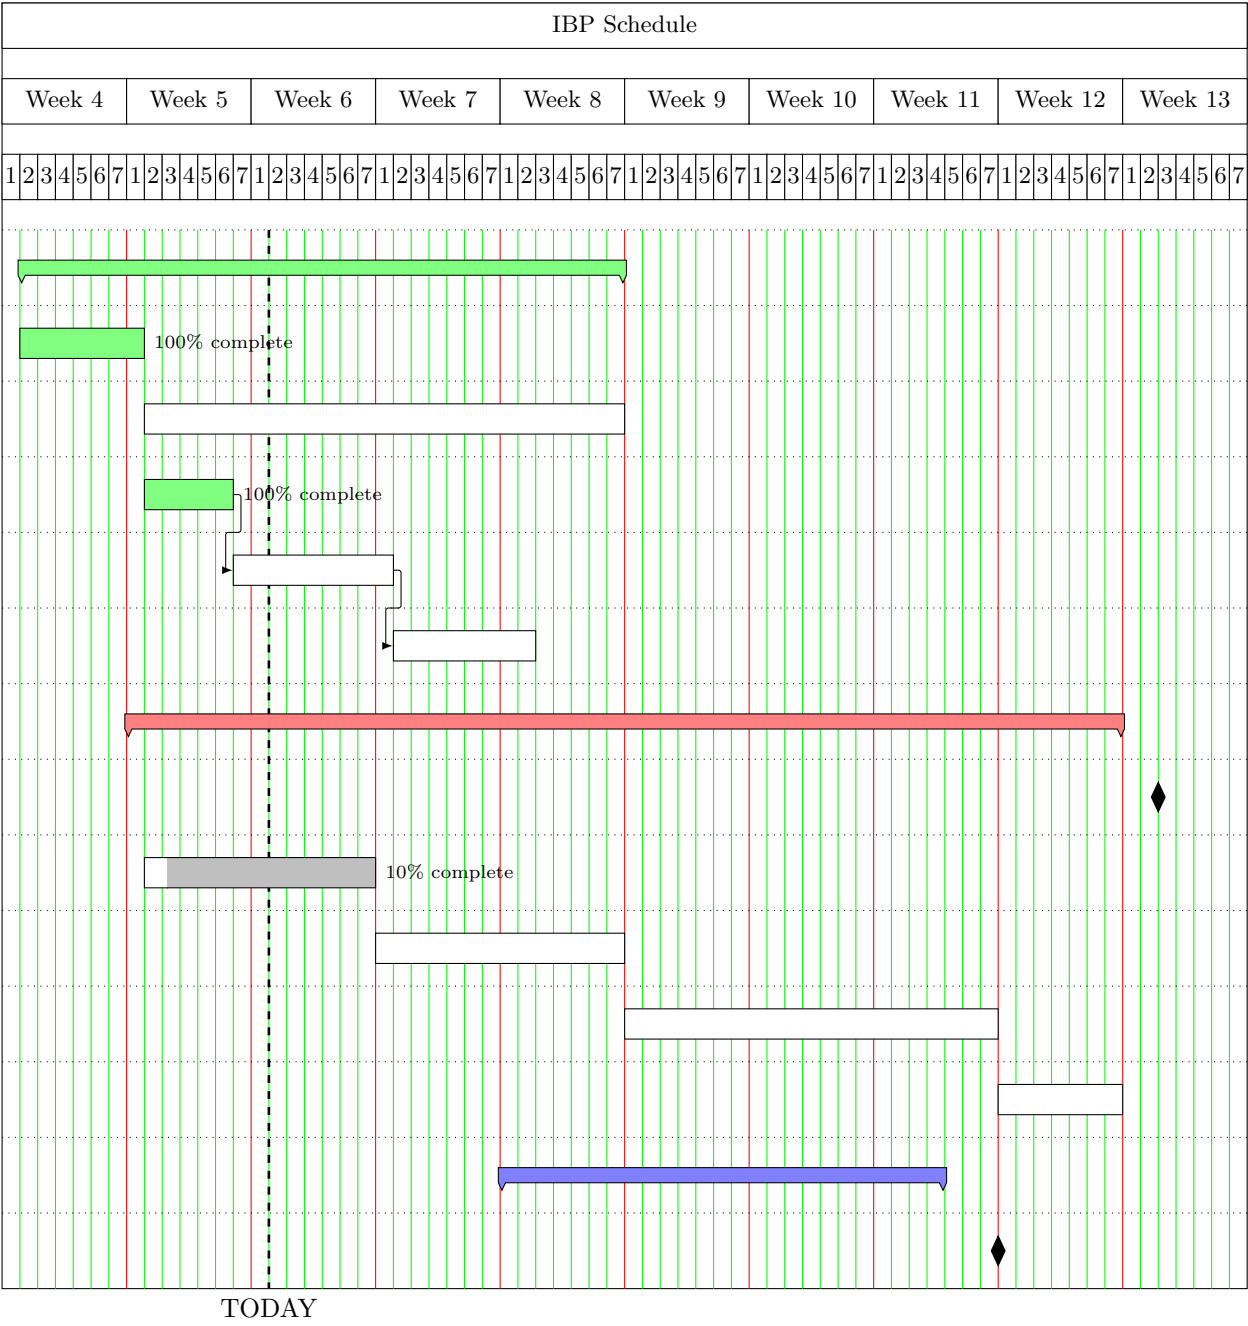 IBP Schedule
Week 4 Week 5 Week 6 Week 7 Week 8 Week 9 Week 10 Week 11 Week 12 Week 13
1 2 3 4 5 6 7 1 2 3 4 5 6 7 1 2 3 4 5 6 7 1 2 3 4 5 6 7 1 2 3 4 5 6 7 1 2 3 4 5 6 7 1 2 3 4 5 6 7 1 2 3 4 5 6 7 1 2 3 4 5 6 7 1 2 3 4 5 6 7
100% complete
100% complete
10% complete
TODAY